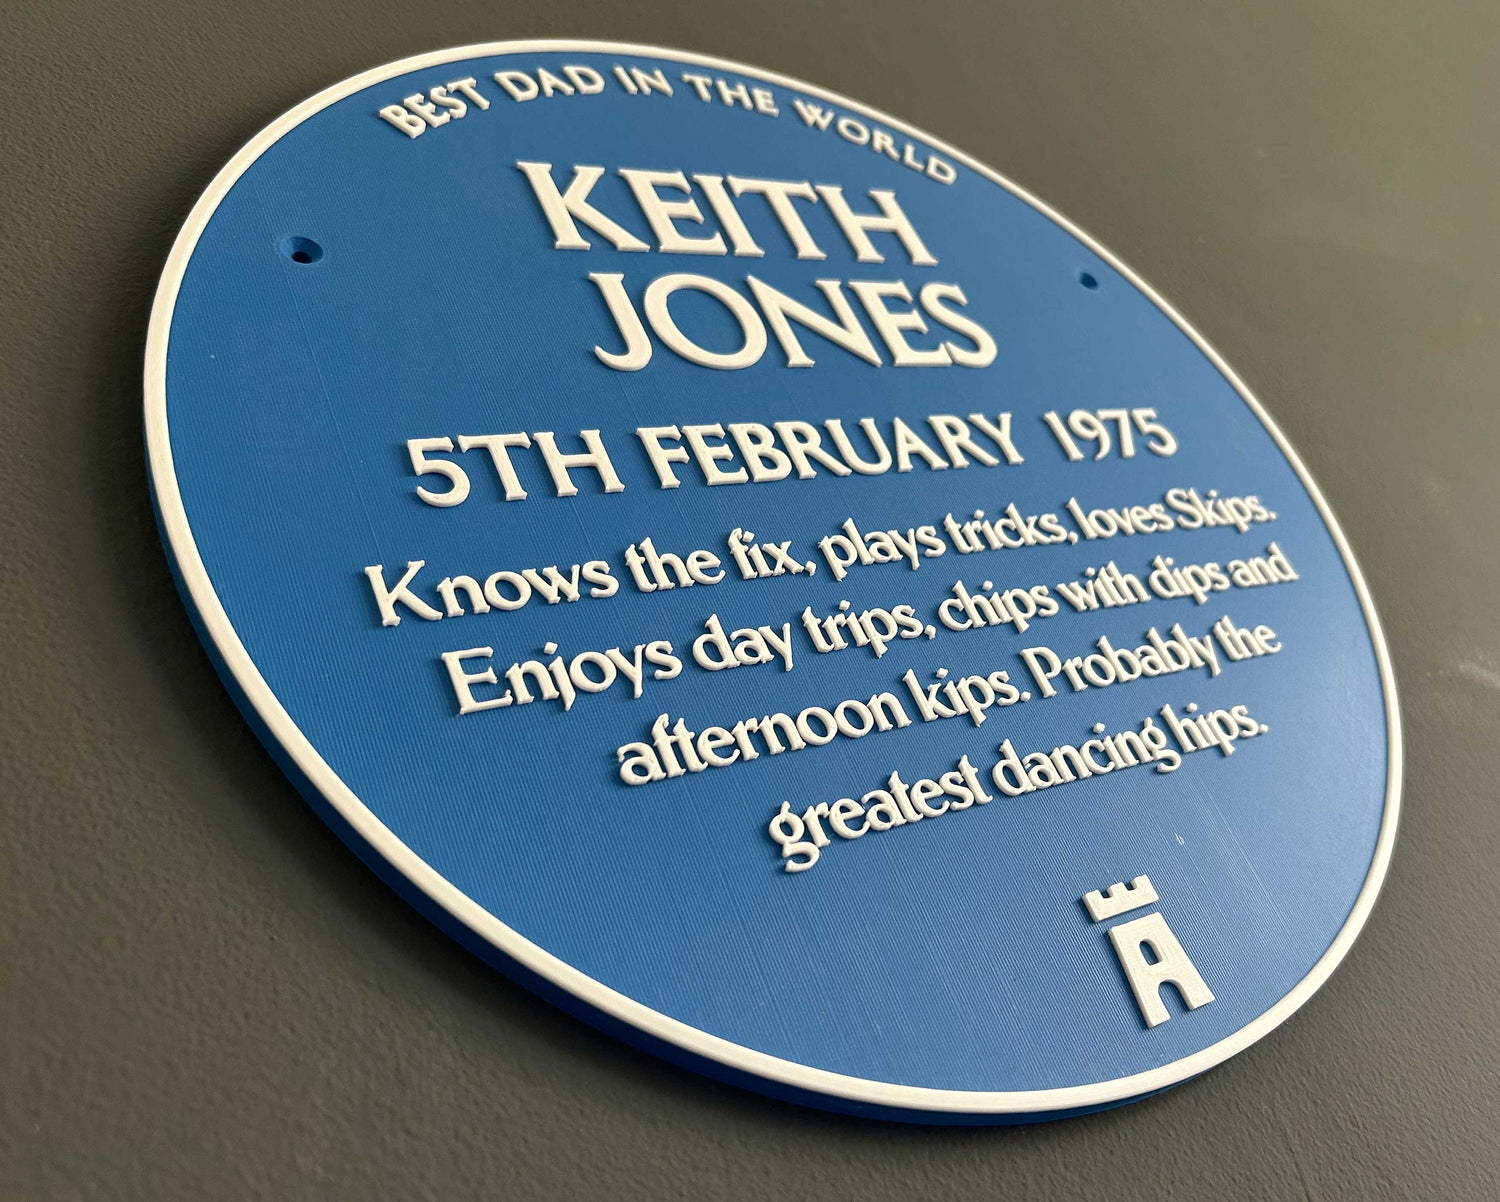 BEST DAD IN THE WORLD
KEITH
JONES
5TH FEBRUARY 1975
Knows the fix, plays tricks, loves Skips.
Enjoys day trips, chips with dips and
afternoon kips. Probably the
greatest dancing hips.